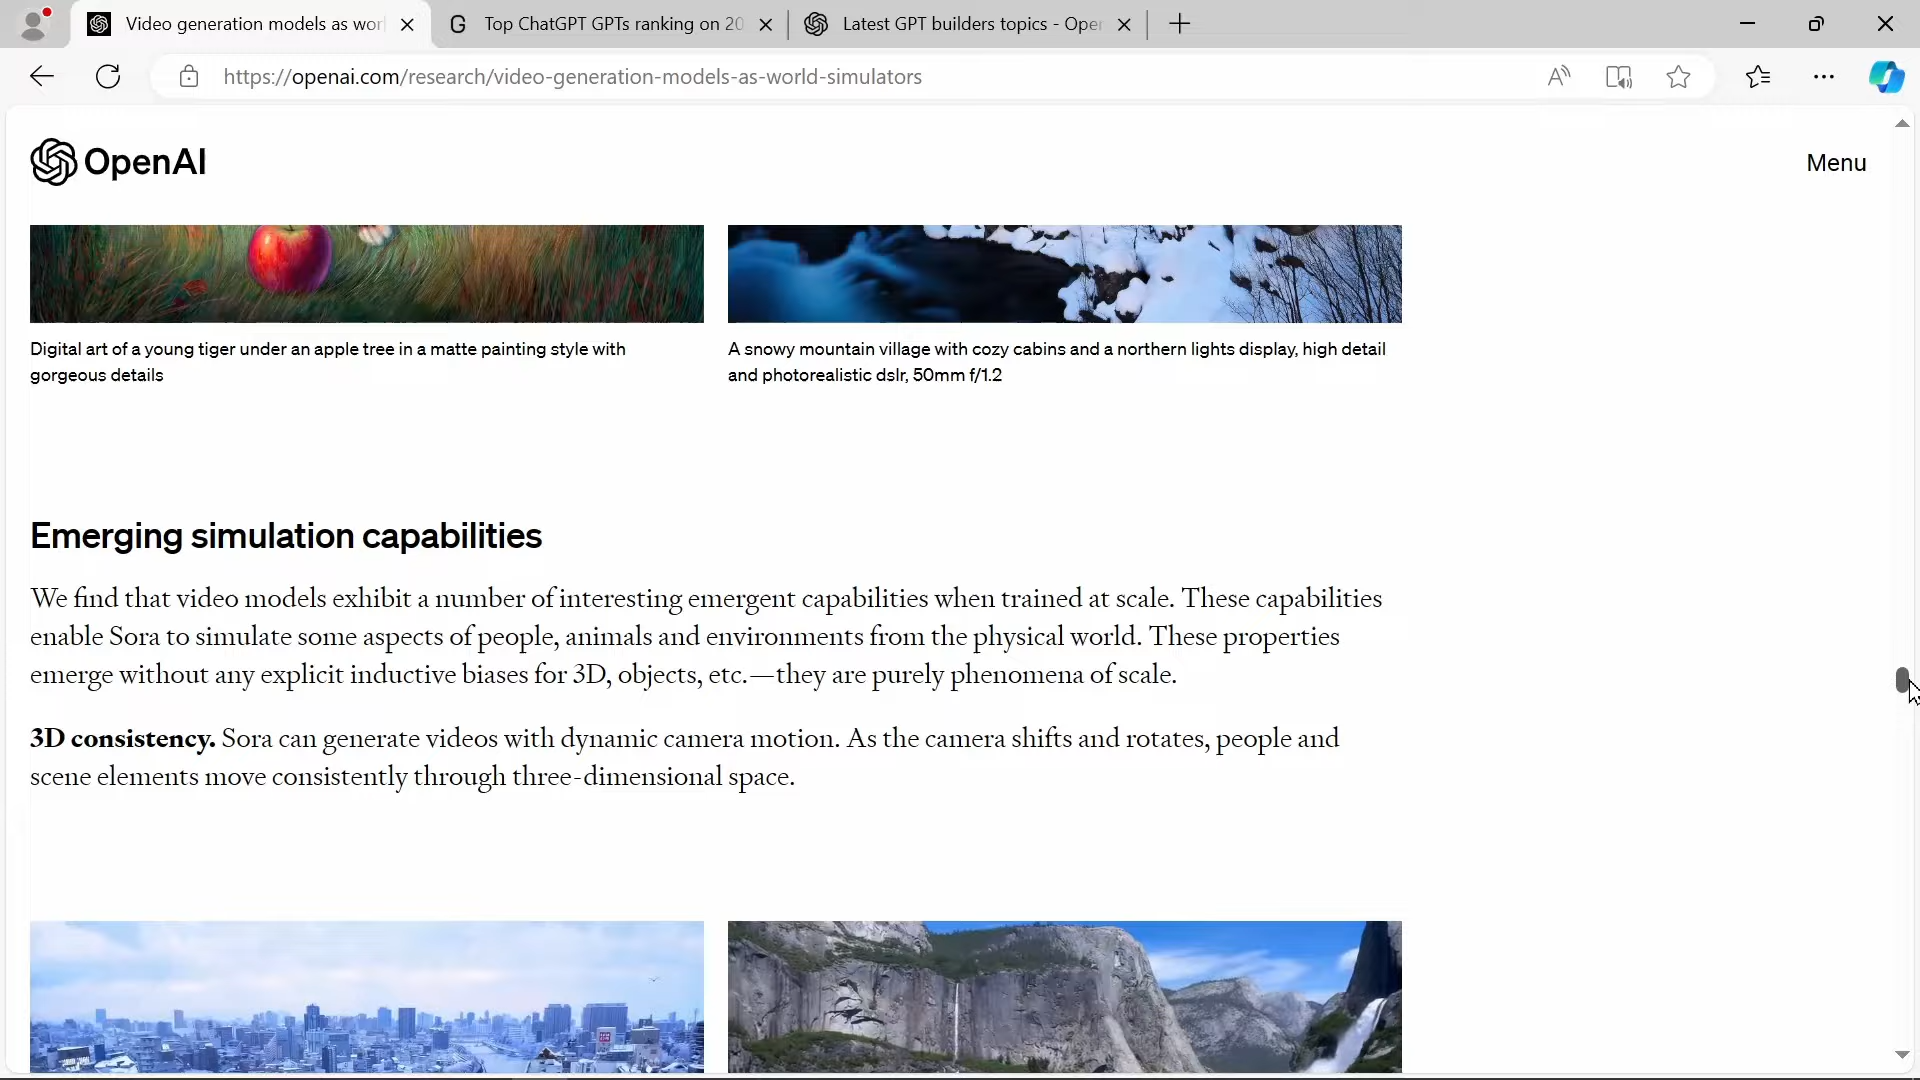 Video generation models as worl
Top ChatGPT GPTs ranking on 20
Latest GPT builders topics - Oper
https://openai.com/research/video-generation-models-as-world-simulators
OpenAI
Menu
Digital art of a young tiger under an apple tree in a matte painting style with
gorgeous details
A snowy mountain village with cozy cabins and a northern lights display, high detail
and photorealistic dslr, 50mm f/1.2
Emerging simulation capabilities
We find that video models exhibit a number of interesting emergent capabilities when trained at scale. These capabilities
enable Sora to simulate some aspects of people, animals and environments from the physical world. These properties
emerge without any explicit inductive biases for 3D, objects, etc.—they are purely phenomena of scale.
3D consistency. Sora can generate videos with dynamic camera motion. As the camera shifts and rotates, people and
scene elements move consistently through three-dimensional space.